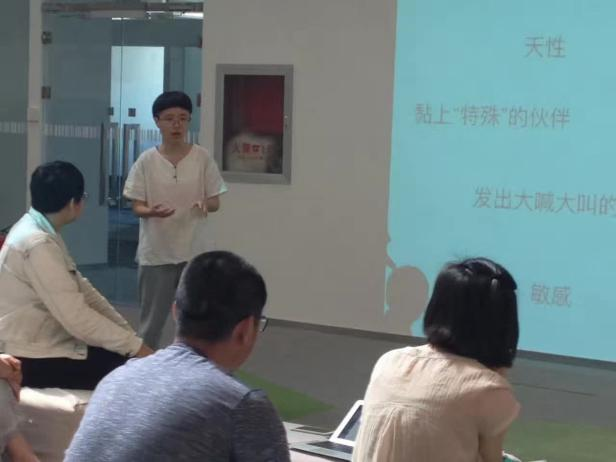 天性
黏上“特殊”的伙伴
发出大喊大叫的
敏感